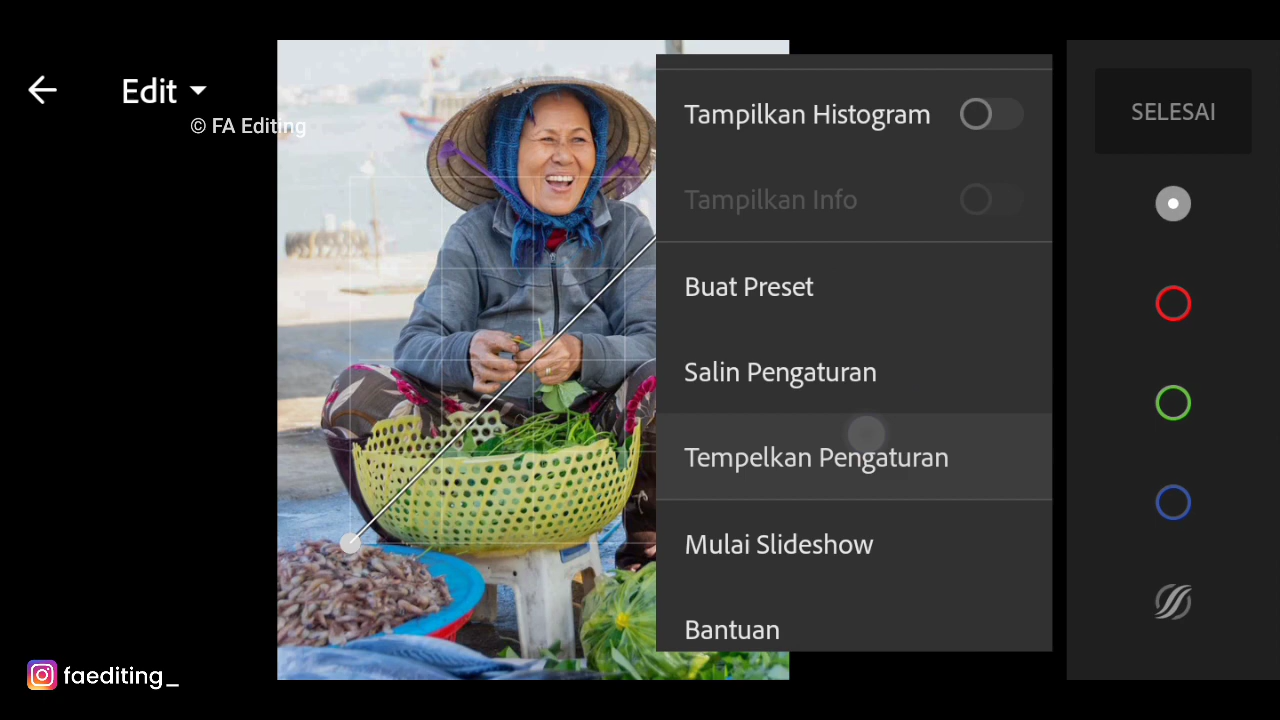 Edit
© FA Editing
Tampilkan Histogram
SELESAI
Tampilkan Info
Buat Preset
Salin Pengaturan
Tempelkan Pengaturan
Mulai Slideshow
Bantuan
faediting_